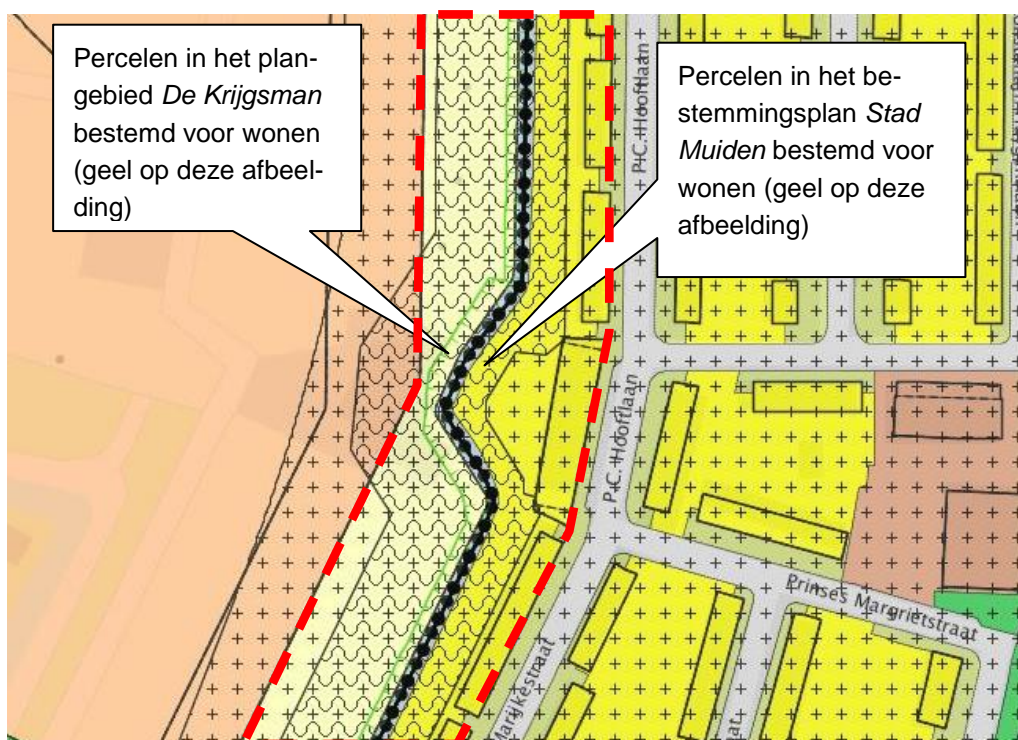 Percelen in het plan-
gebied De Krijgsman
bestemd voor wonen
(geel op deze afbeel-
ding)
Percelen in het be-
stemmingsplan Stad
Muiden bestemd voor
wonen (geel op deze
afbeelding)
P.C. Hooftlaan
P.C. Hooftlaan
Prinses Margrietstraat
Marijkestraat
aat